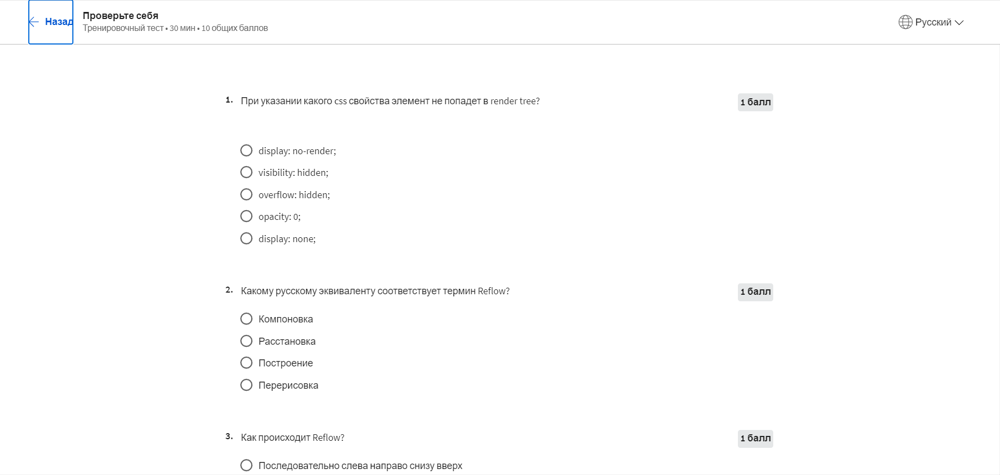 Назад
Проверьте себя
Тренировочный тест • 30 мин • 10 общих баллов
Русский
1. При указании какого css свойства элемент не попадет в render tree?
1 балл
display: no-render;
visibility: hidden;
overflow: hidden;
opacity: 0;
display: none;
2. Какому русскому эквиваленту соответствует термин Reflow?
1 балл
Компоновка
Расстановка
Построение
Перерисовка
3. Как происходит Reflow?
1 балл
Последовательно слева направо снизу вверх